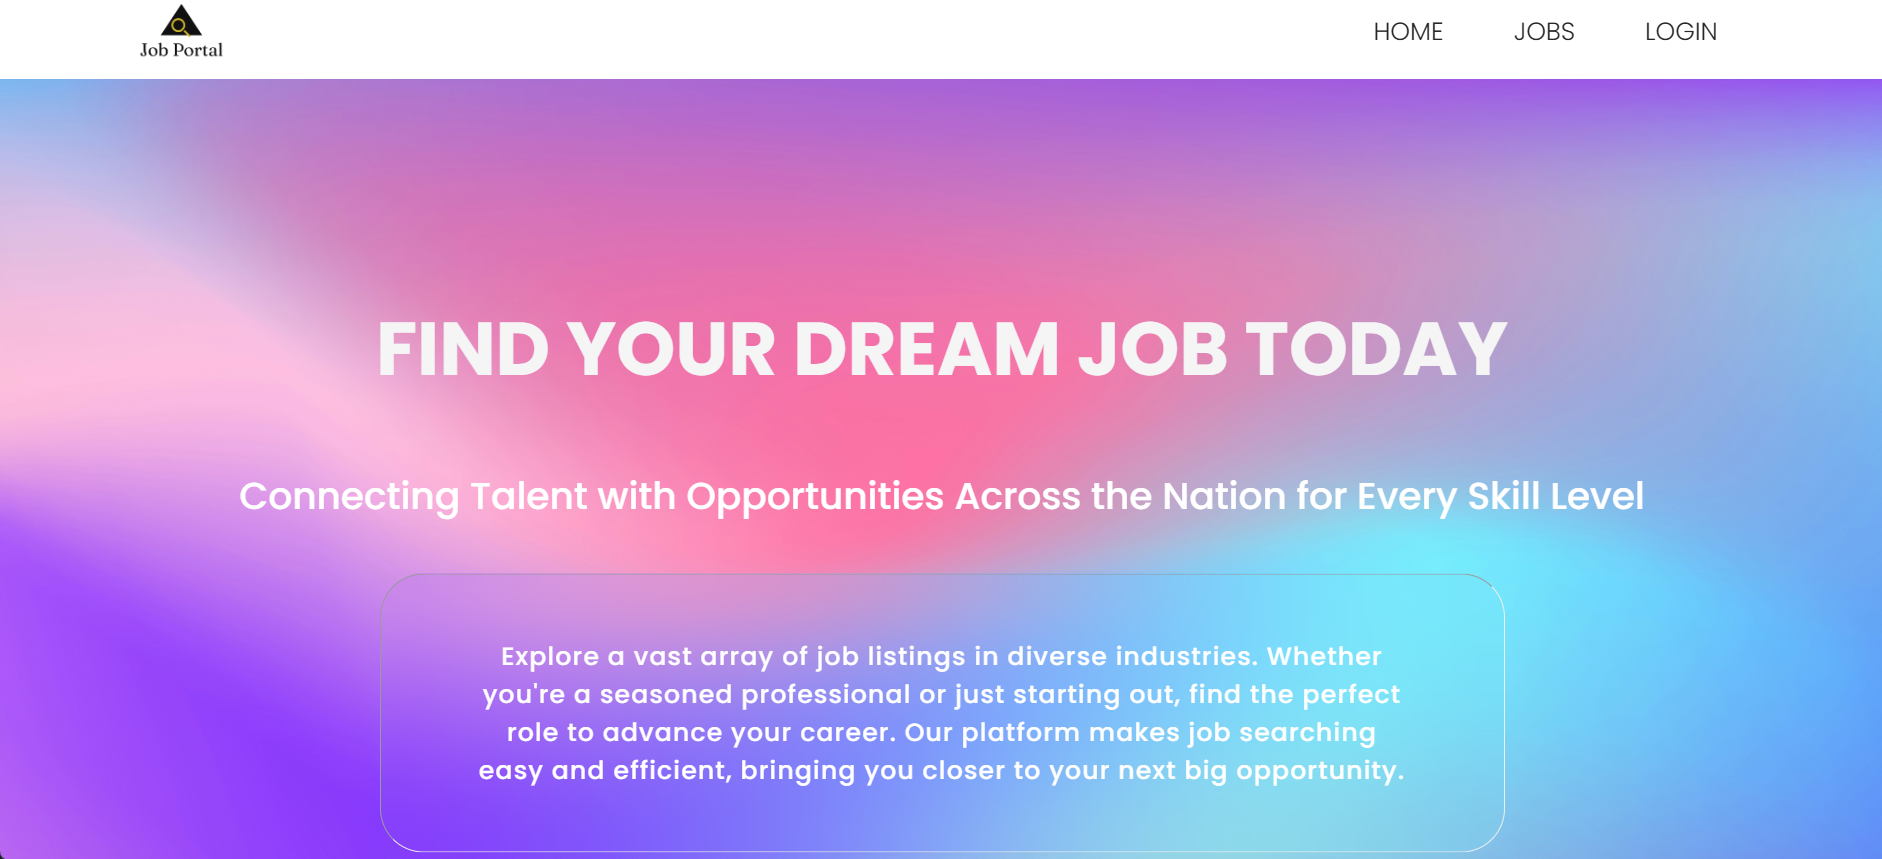 Job Portal
HOME
JOBS
LOGIN
FIND YOUR DREAM JOB TODAY
Connecting Talent with Opportunities Across the Nation for Every Skill Level
Explore a vast array of job listings in diverse industries. Whether
you're a seasoned professional or just starting out, find the perfect
role to advance your career. Our platform makes job searching
easy and efficient, bringing you closer to your next big opportunity.